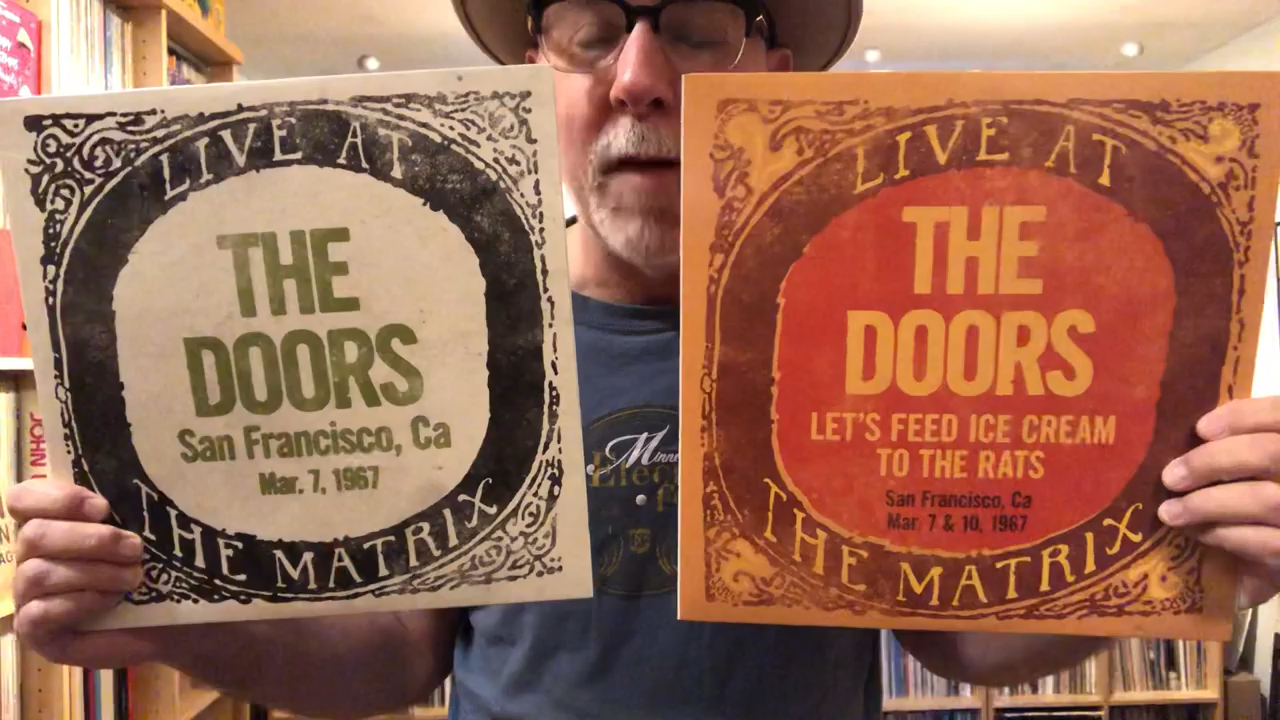 LIVE AT
THE
DOORS
San Francisco, Ca
Mar. 7, 1967
THE MATRIX
LIVE AT
THE
DOORS
LET'S FEED ICE CREAM
TO THE RATS
San Francisco, Ca
Mar 7 & 10, 1967
THE MATRIX
JOHN